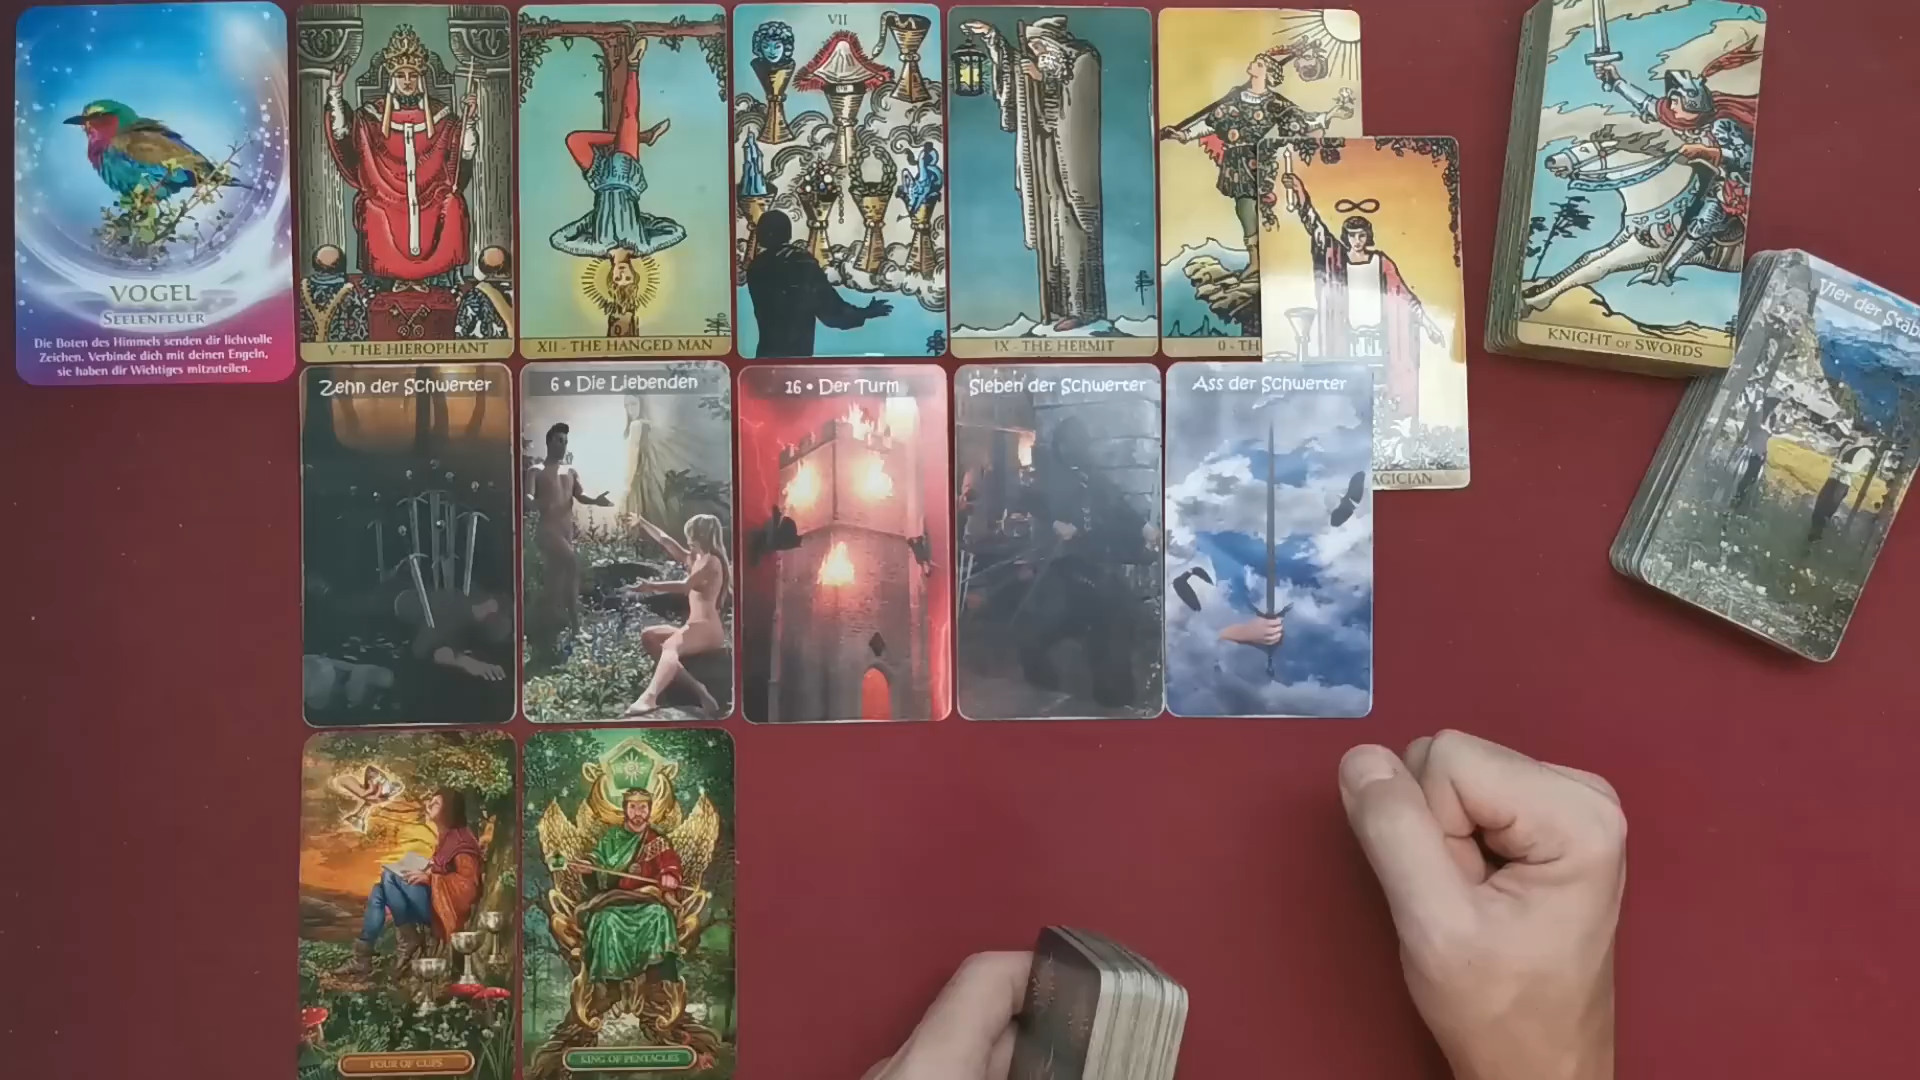 VOGEL
SEELENFEUER
Die Boten des Himmels senden dir lichtvolle
Zeichen. Verbinde dich mit deinen Engeln,
sie haben dir Wichtiges mitzuteilen.
V - THE HIEROPHANT
XII - THE HANGED MAN
VII
IX - THE HERMIT
0 - TH
AGICIAN
KNIGHT OF SWORDS
Vier der Stäb
Zehn der Schwerter
6 • Die Liebenden
16 • Der Turm
Sieben der Schwerter
Ass der Schwerter
FOUR OF CUPS
KING OF PENTACLES